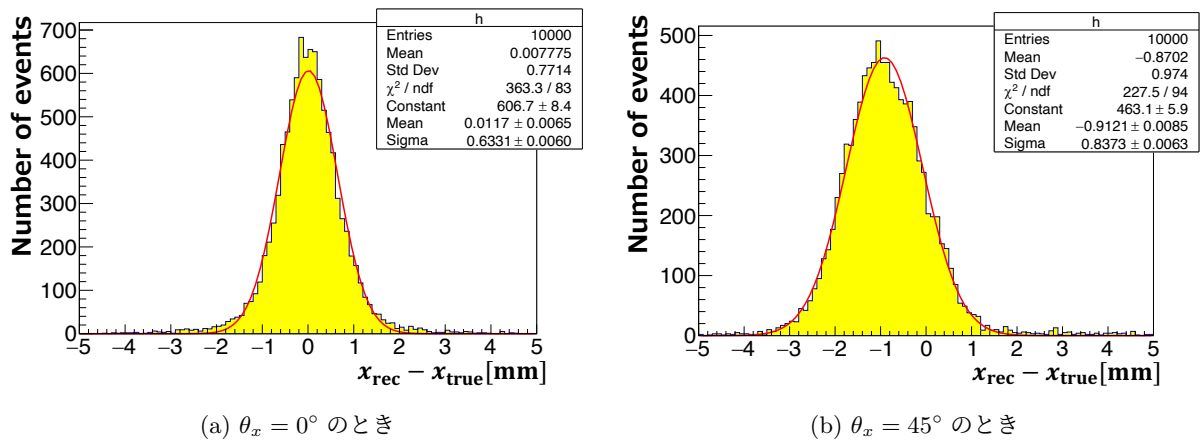 h
Entries 10000
Mean 0.007775
Std Dev 0.7714
χ² / ndf 363.3 / 83
Constant 606.7 ± 8.4
Mean 0.0117 ± 0.0065
Sigma 0.6331 ± 0.0060
Number of events
700
600
500
400
300
200
100
0
−5 −4 −3 −2 −1 0 1 2 3 4 5
x_rec − x_true[mm]
(a) θ_x = 0° のとき
h
Entries 10000
Mean −0.8702
Std Dev 0.974
χ² / ndf 227.5 / 94
Constant 463.1 ± 5.9
Mean −0.9121 ± 0.0085
Sigma 0.8373 ± 0.0063
Number of events
500
400
300
200
100
0
−5 −4 −3 −2 −1 0 1 2 3 4 5
x_rec − x_true[mm]
(b) θ_x = 45° のとき